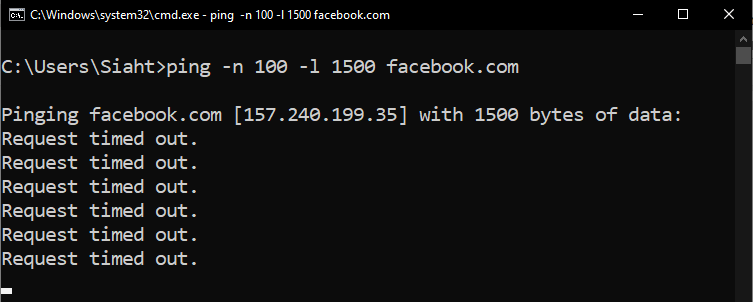 C:\Windows\system32\cmd.exe - ping  -n 100 -l 1500 facebook.com
C:\Users\Siaht>ping -n 100 -l 1500 facebook.com
Pinging facebook.com [157.240.199.35] with 1500 bytes of data:
Request timed out.
Request timed out.
Request timed out.
Request timed out.
Request timed out.
Request timed out.